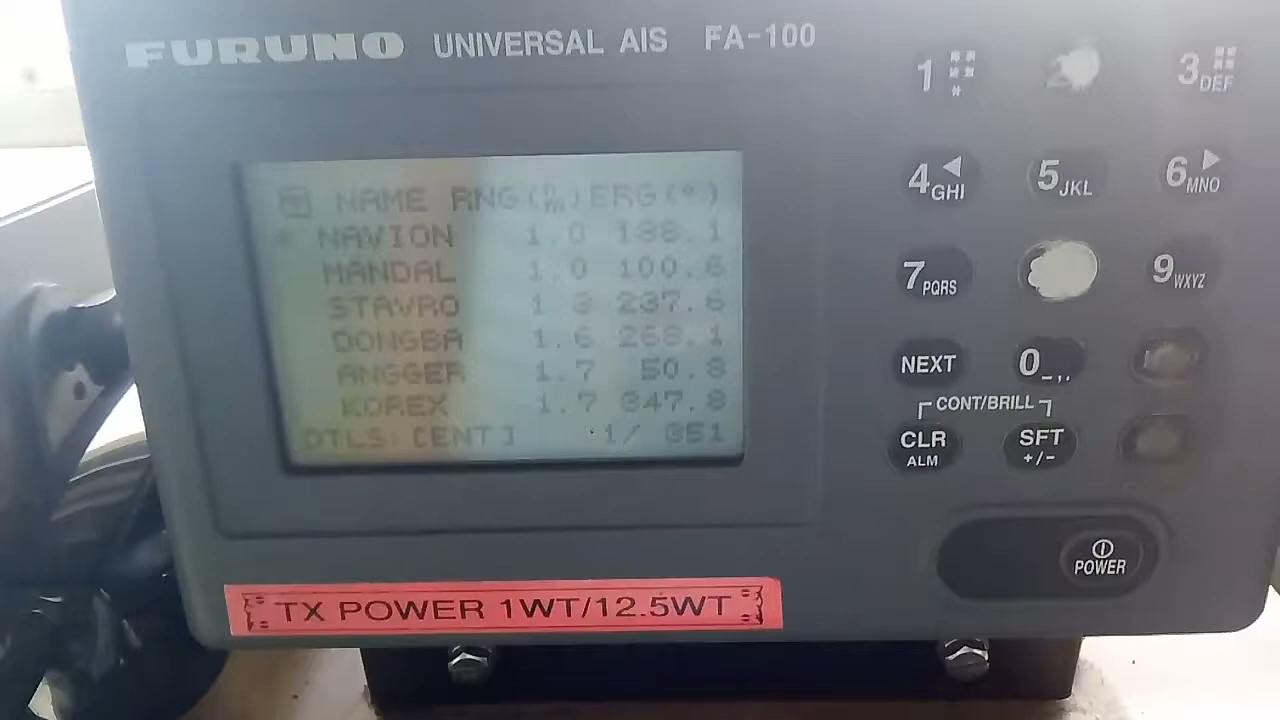 FURUNO UNIVERSAL AIS FA-100
NAME RNG(nm) BRG(°)
NAVION 1.0 188.1
MANDAL 1.0 100.6
STAVRO 1.3 237.6
DONGBA 1.6 268.1
ANGGER 1.7 50.8
KOREX 1.7 347.8
DTLS:[ENT] 1/ 351
1
3 DEF
4 GHI
5 JKL
6 MNO
7 PQRS
9 WXYZ
NEXT
0 _,.
CONT/BRILL
CLR ALM
SFT +/-
POWER
TX POWER 1WT/12.5WT